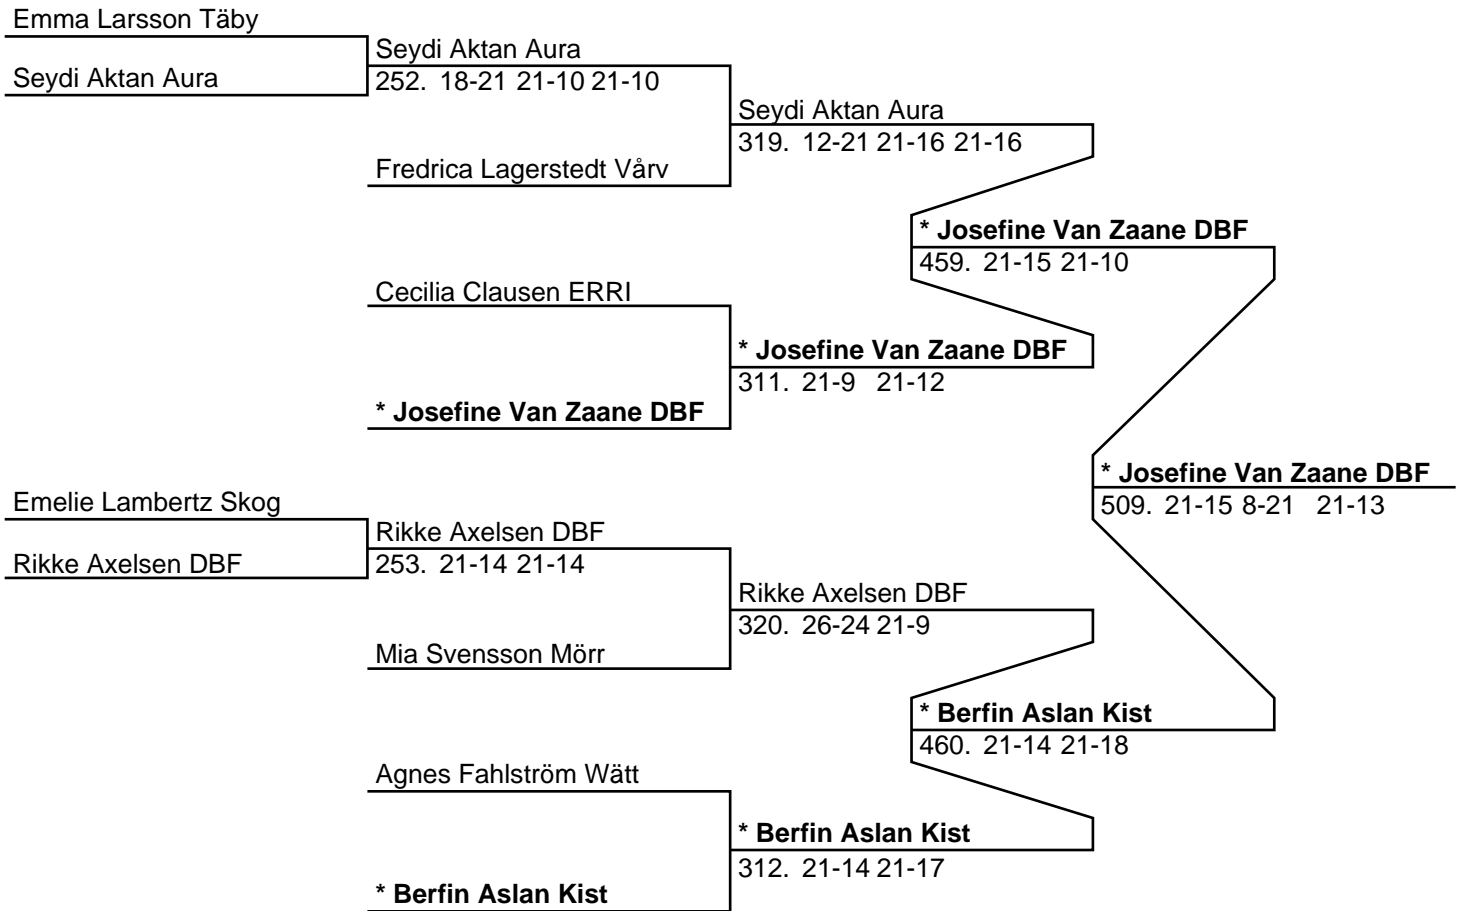 Emma Larsson Täby
Seydi Aktan Aura
Seydi Aktan Aura
252. 18-21 21-10 21-10
Seydi Aktan Aura
319. 12-21 21-16 21-16
Fredrica Lagerstedt Vårv
* Josefine Van Zaane DBF
459. 21-15 21-10
Cecilia Clausen ERRI
* Josefine Van Zaane DBF
311. 21-9 21-12
* Josefine Van Zaane DBF
* Josefine Van Zaane DBF
509. 21-15 8-21 21-13
Emelie Lambertz Skog
Rikke Axelsen DBF
Rikke Axelsen DBF
253. 21-14 21-14
Rikke Axelsen DBF
320. 26-24 21-9
Mia Svensson Mörr
* Berfin Aslan Kist
460. 21-14 21-18
Agnes Fahlström Wätt
* Berfin Aslan Kist
312. 21-14 21-17
* Berfin Aslan Kist